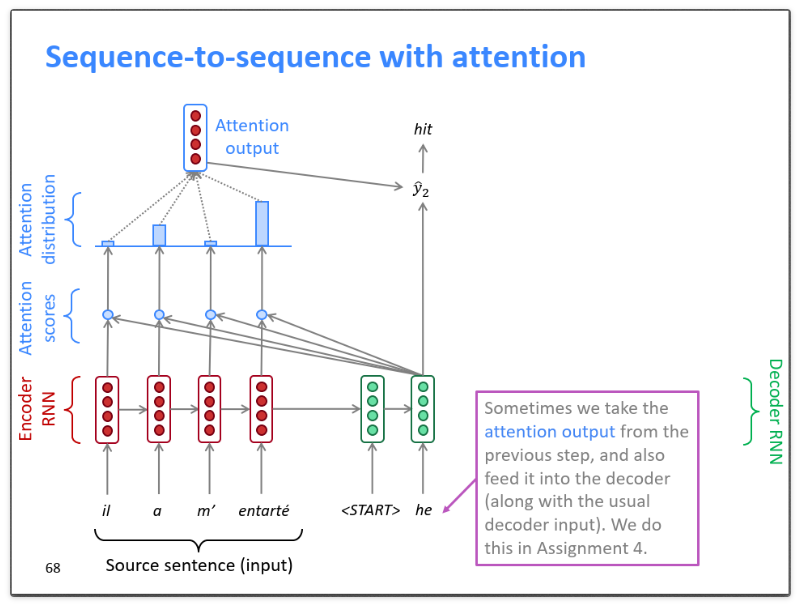 Sequence-to-sequence with attention
Attention
output
hit
ŷ₂
Attention
distribution
Attention
scores
Encoder
RNN
Decoder RNN
Sometimes we take the
attention output from the
previous step, and also
feed it into the decoder
(along with the usual
decoder input). We do
this in Assignment 4.
il a m’ entarté <START> he
Source sentence (input)
68